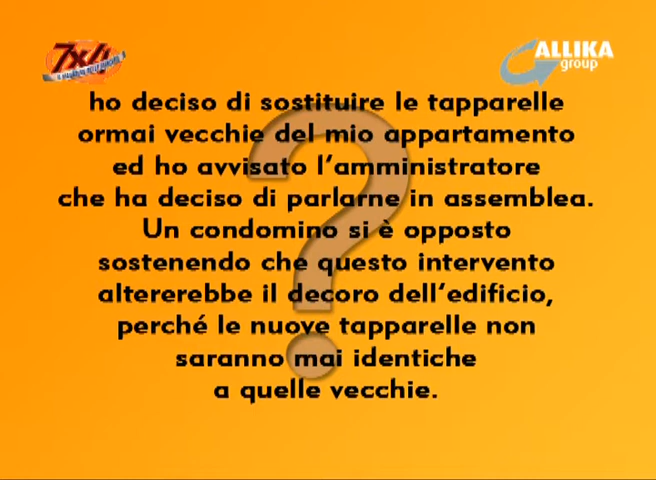 7x4
ALLIKA
group
ho deciso di sostituire le tapparelle
ormai vecchie del mio appartamento
ed ho avvisato l'amministratore
che ha deciso di parlarne in assemblea.
Un condomino si è opposto
sostenendo che questo intervento
altererebbe il decoro dell'edificio,
perché le nuove tapparelle non
saranno mai identiche
a quelle vecchie.
?